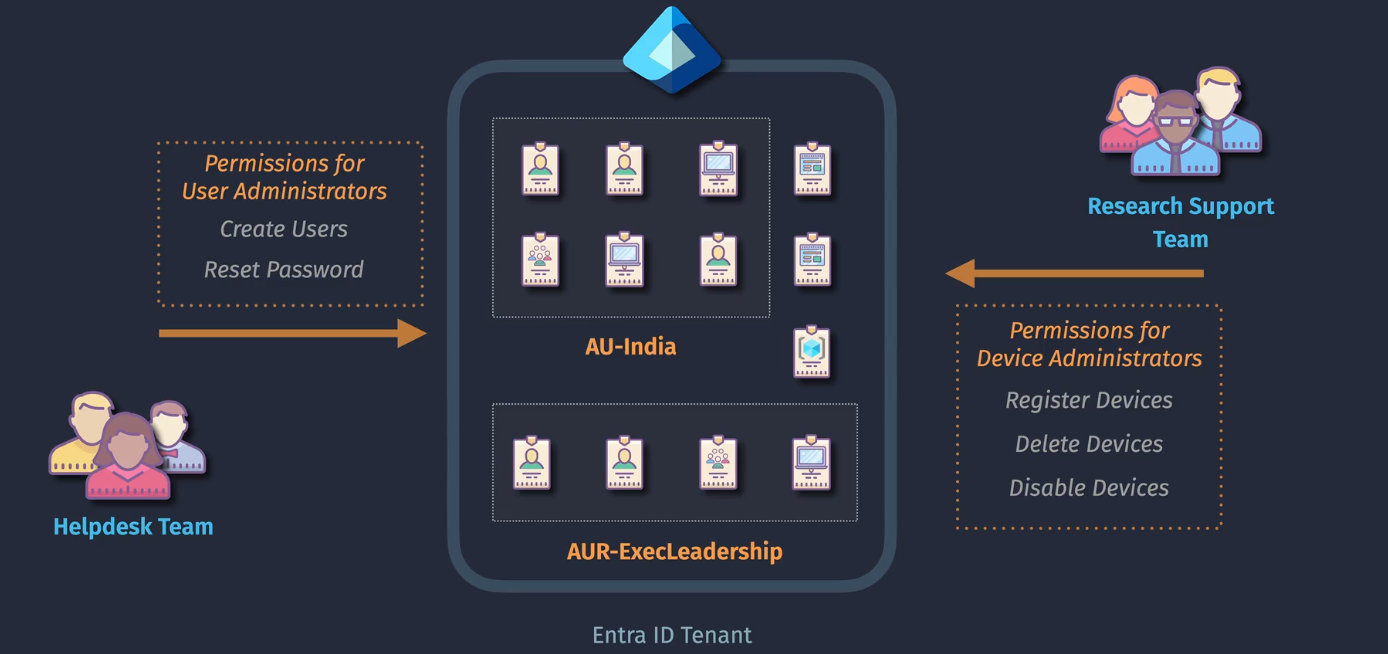 Permissions for
User Administrators
Create Users
Reset Password
Helpdesk Team
AU-India
AUR-ExecLeadership
Entra ID Tenant
Research Support
Team
Permissions for
Device Administrators
Register Devices
Delete Devices
Disable Devices